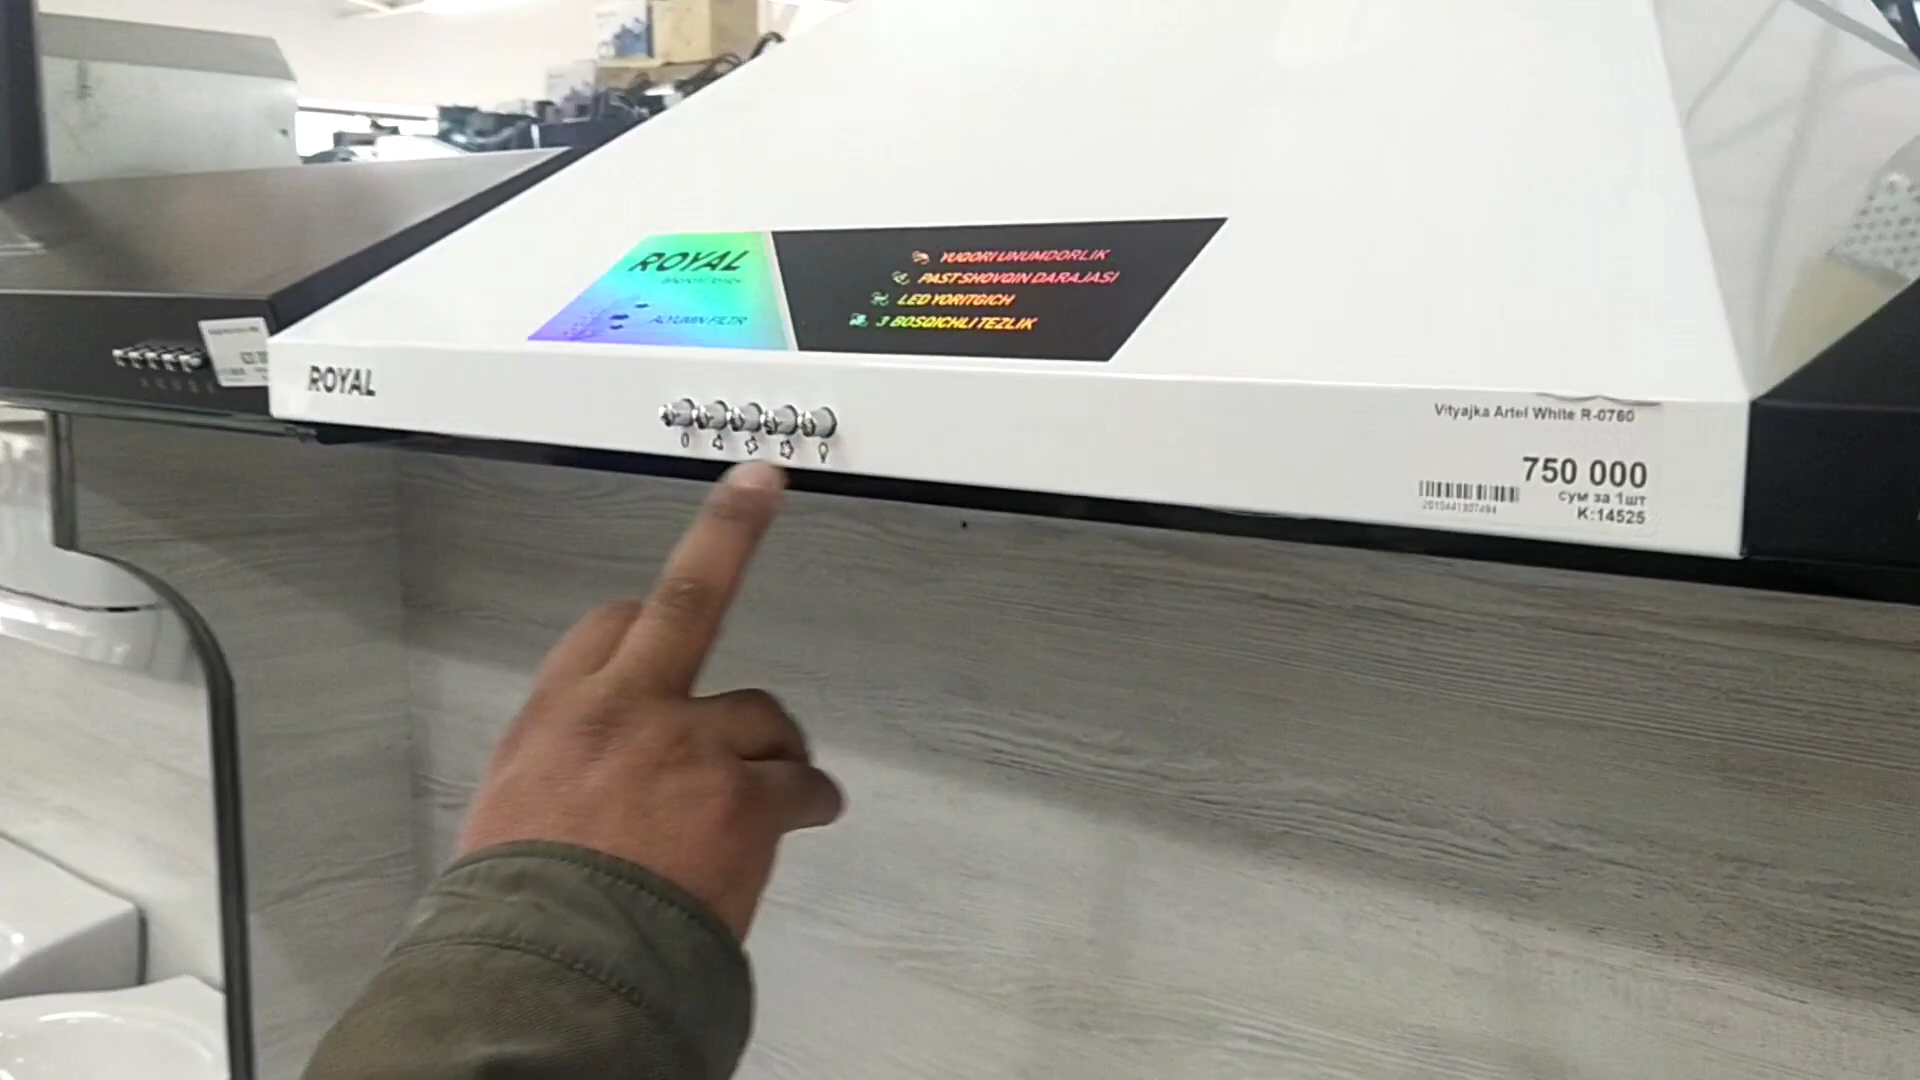 ROYAL
ALYUMIN FILTR
YUQORI UNUMDORLIK
PAST SHOVQIN DARAJASI
LED YORITGICH
3 BOSQICHLI TEZLIK
ROYAL
0
Vityajka Artel White R-0760
750 000
сум за 1шт
K:14525